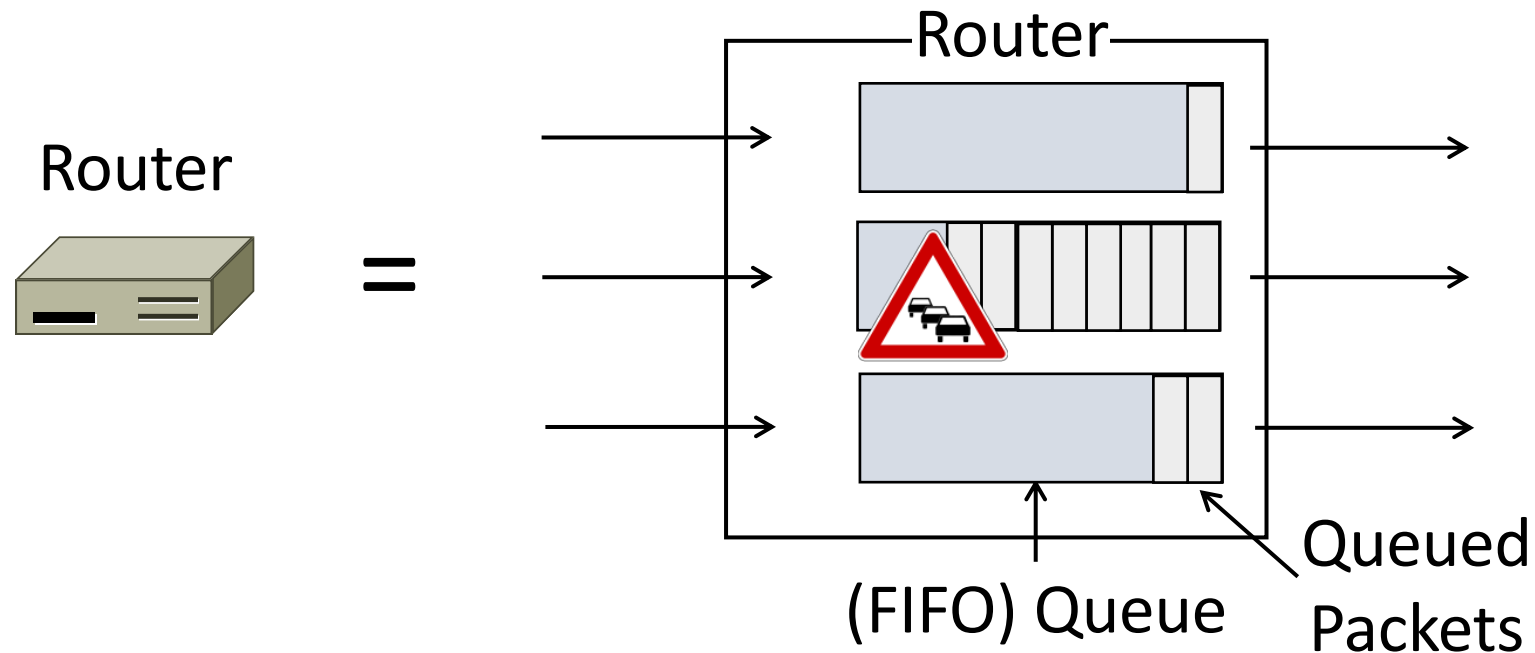 Router
Router
=
(FIFO) Queue
Queued
Packets